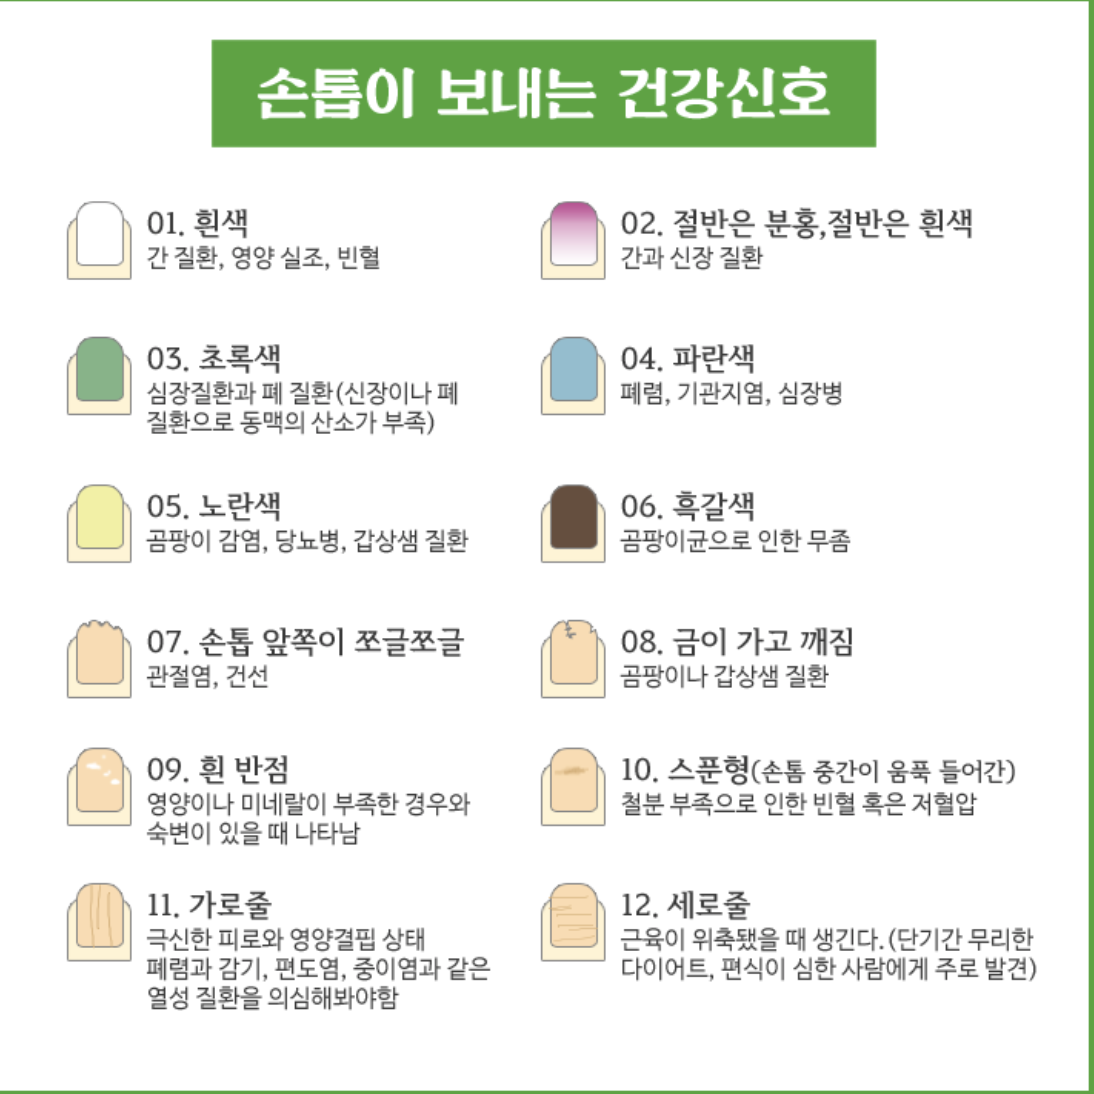 손톱이 보내는 건강신호
01. 흰색
간 질환, 영양 실조, 빈혈
02. 절반은 분홍,절반은 흰색
간과 신장 질환
03. 초록색
심장질환과 폐 질환(신장이나 폐
질환으로 동맥의 산소가 부족)
04. 파란색
폐렴, 기관지염, 심장병
05. 노란색
곰팡이 감염, 당뇨병, 갑상샘 질환
06. 흑갈색
곰팡이균으로 인한 무좀
07. 손톱 앞쪽이 쪼글쪼글
관절염, 건선
08. 금이 가고 깨짐
곰팡이나 갑상샘 질환
09. 흰 반점
영양이나 미네랄이 부족한 경우와
숙변이 있을 때 나타남
10. 스푼형(손톰 중간이 움푹 들어간)
철분 부족으로 인한 빈혈 혹은 저혈압
11. 가로줄
극신한 피로와 영양결핍 상태
폐렴과 감기, 편도염, 중이염과 같은
열성 질환을 의심해봐야함
12. 세로줄
근육이 위축됐을 때 생긴다.(단기간 무리한
다이어트, 편식이 심한 사람에게 주로 발견)